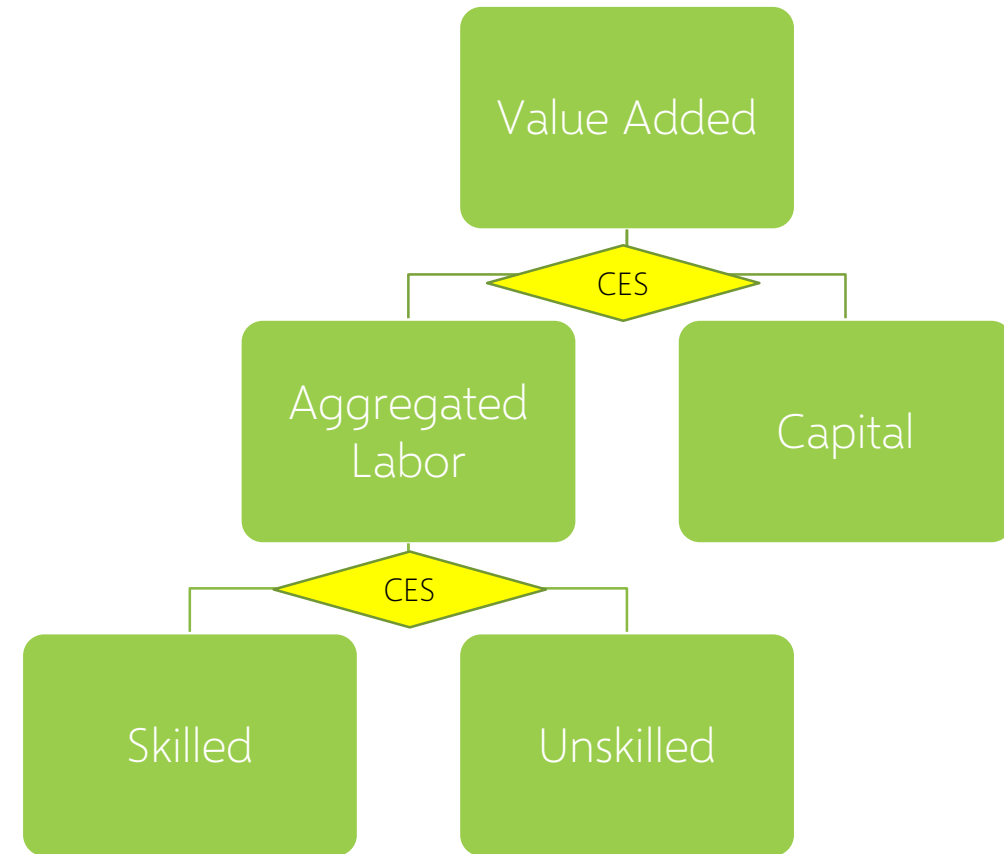 Value Added
CES
Aggregated
Labor
Capital
CES
Skilled
Unskilled